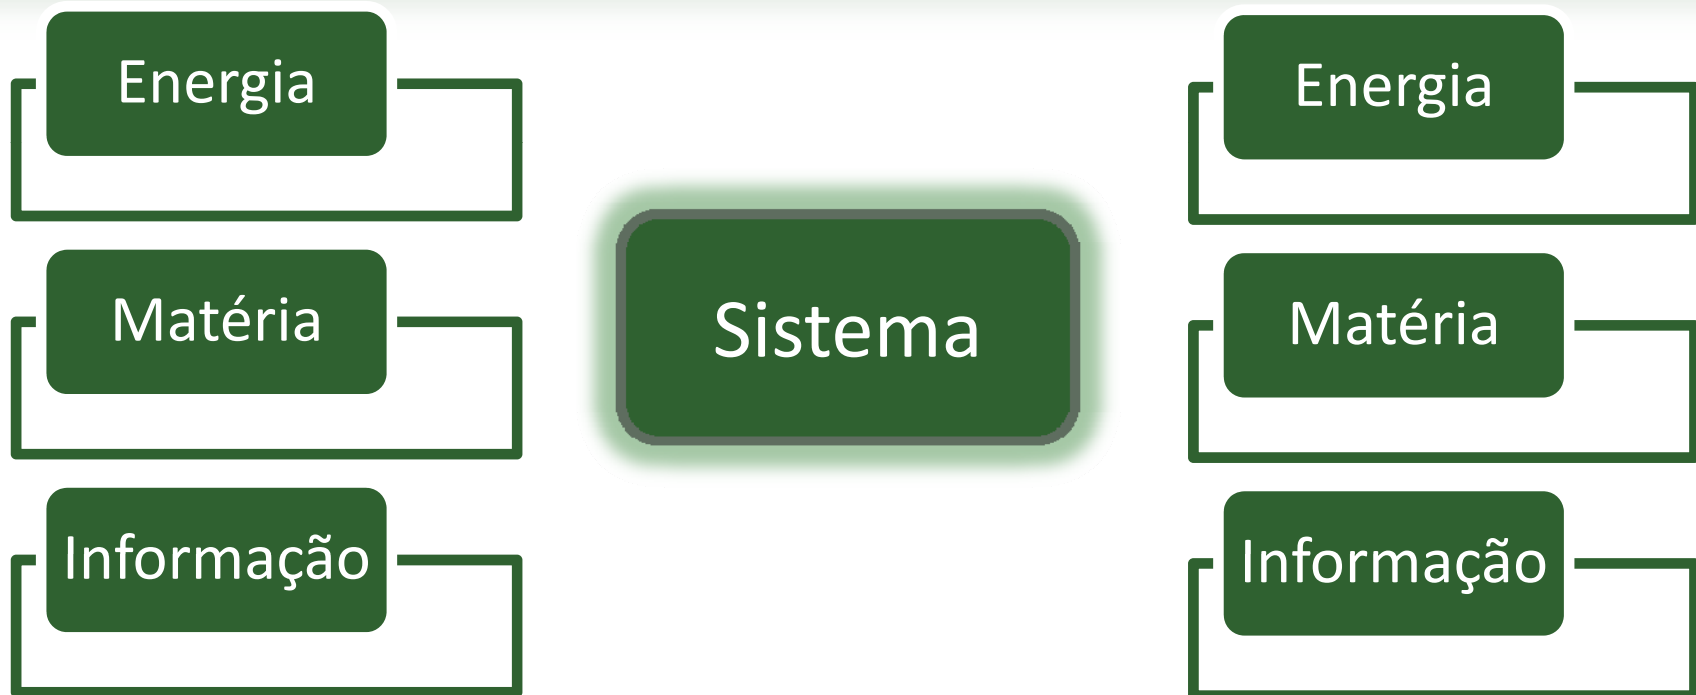 Energia
Matéria
Informação
Sistema
Energia
Matéria
Informação